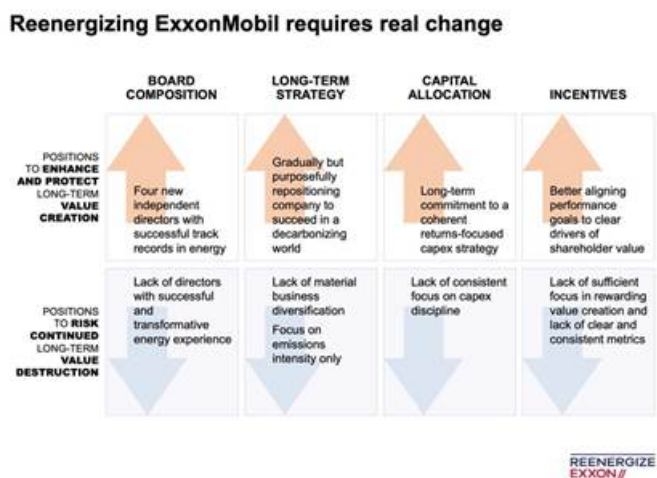 Reenergizing ExxonMobil requires real change
BOARD
COMPOSITION
LONG-TERM
STRATEGY
CAPITAL
ALLOCATION
INCENTIVES
POSITIONS
TO ENHANCE
AND PROTECT
LONG-TERM
VALUE
CREATION
Four new
independent
directors with
successful track
records in energy
Gradually but
purposefully
repositioning
company to
succeed in a
decarbonizing
world
Long-term
commitment to a
coherent
returns-focused
capex strategy
Better aligning
performance
goals to clear
drivers of
shareholder value
POSITIONS
TO RISK
CONTINUED
LONG-TERM
VALUE
DESTRUCTION
Lack of directors
with successful
and
transformative
energy experience
Lack of material
business
diversification
Focus on
emissions
intensity only
Lack of consistent
focus on capex
discipline
Lack of sufficient
focus in rewarding
value creation and
lack of clear and
consistent metrics
REENERGIZE
EXXON//